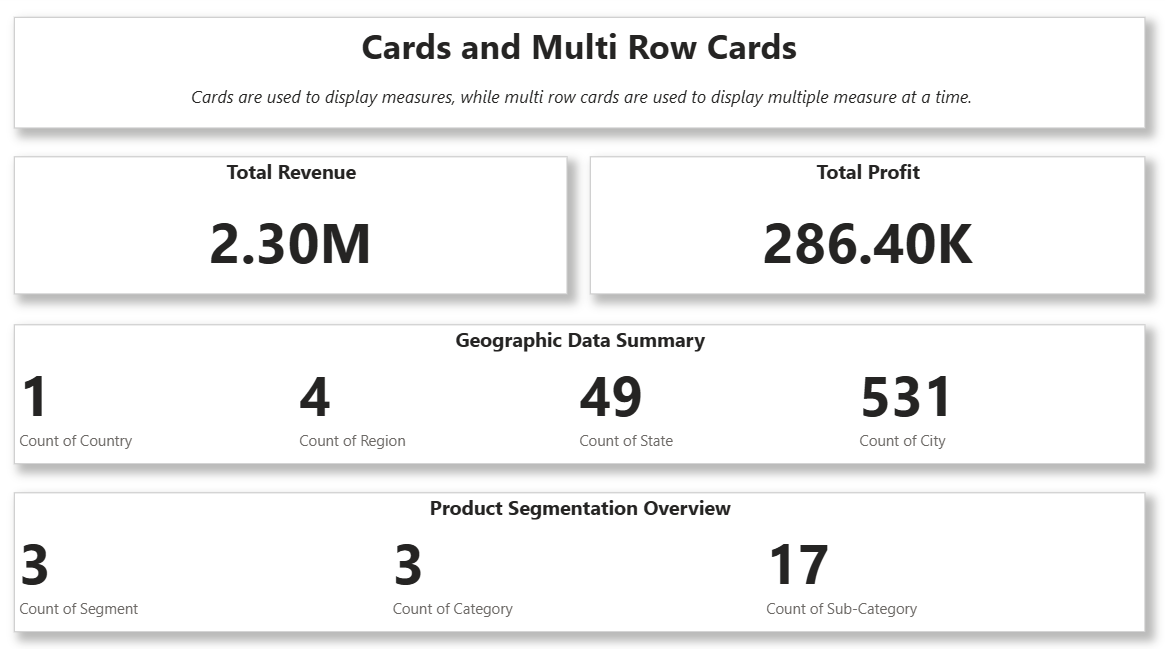 Cards and Multi Row Cards
Cards are used to display measures, while multi row cards are used to display multiple measure at a time.
Total Revenue
2.30M
Total Profit
286.40K
Geographic Data Summary
1
Count of Country
4
Count of Region
49
Count of State
531
Count of City
Product Segmentation Overview
3
Count of Segment
3
Count of Category
17
Count of Sub-Category